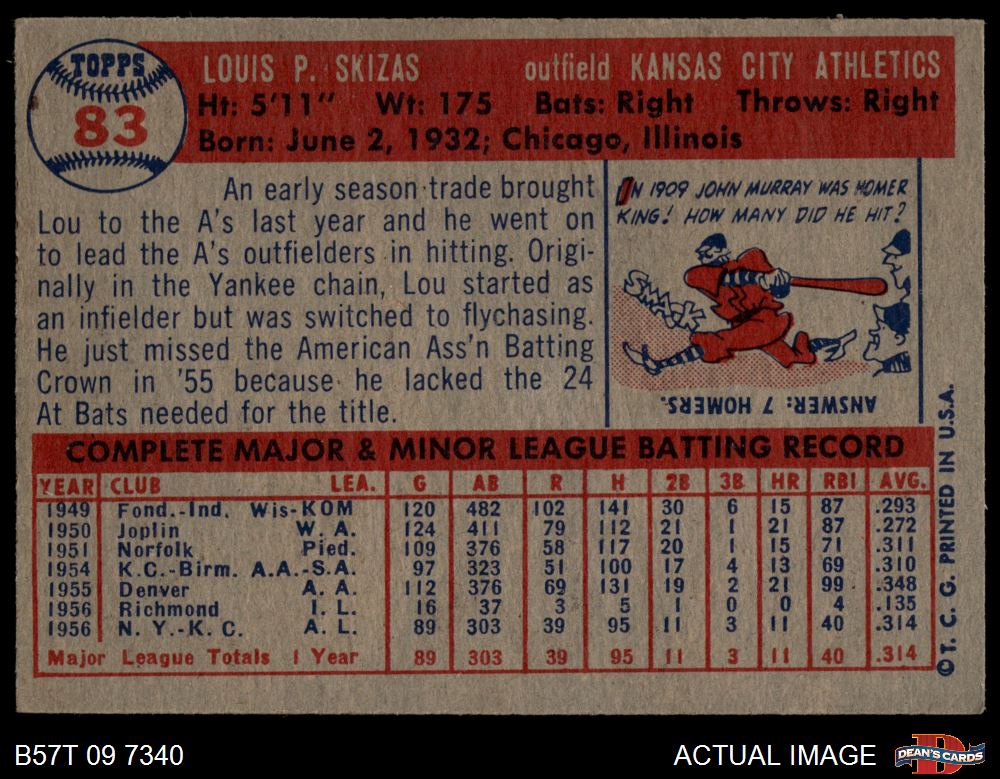 TOPPS
83
LOUIS P. SKIZAS outfield KANSAS CITY ATHLETICS
Ht: 5'11" Wt: 175 Bats: Right Throws: Right
Born: June 2, 1932; Chicago, Illinois
An early season trade brought
Lou to the A's last year and he went on
to lead the A's outfielders in hitting. Origi-
nally in the Yankee chain, Lou started as
an infielder but was switched to flychasing.
He just missed the American Ass'n Batting
Crown in '55 because he lacked the 24
At Bats needed for the title.
IN 1909 JOHN MURRAY WAS HOMER
KING! HOW MANY DID HE HIT?
SMACK
ANSWER: 7 HOMERS.
COMPLETE MAJOR & MINOR LEAGUE BATTING RECORD
YEAR CLUB LEA. G AB R H 2B 3B HR RBI AVG.
1949 Fond.-Ind. Wis-KOM 120 482 102 141 30 6 15 87 .293
1950 Joplin W. A. 124 411 79 112 21 1 21 87 .272
1951 Norfolk Pied. 109 376 58 117 20 1 15 71 .311
1954 K.C.-Birm. A.A.-S.A. 97 323 51 100 17 4 13 69 .310
1955 Denver A. A. 112 376 69 131 19 2 21 99 .348
1956 Richmond I. L. 16 37 3 5 1 0 0 4 .135
1956 N. Y.-K. C. A. L. 89 303 39 95 11 3 11 40 .314
Major League Totals 1 Year 89 303 39 95 11 3 11 40 .314
© T. C. G. PRINTED IN U.S.A.
B57T 09 7340 ACTUAL IMAGE DEAN'S CARDS